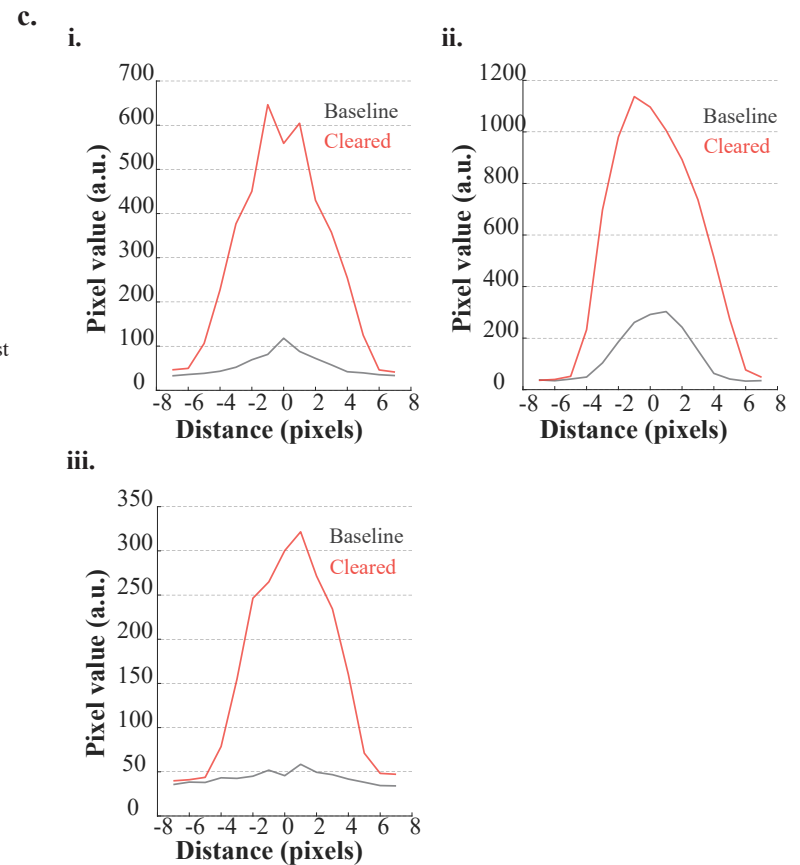 c.
i.
700
600
500
400
300
200
100
0
Pixel value (a.u.)
Baseline
Cleared
-8 -6 -4 -2 0 2 4 6 8
Distance (pixels)
ii.
1200
1000
800
600
400
200
0
Pixel value (a.u.)
Baseline
Cleared
-8 -6 -4 -2 0 2 4 6 8
Distance (pixels)
st
iii.
350
300
250
200
150
100
50
0
Pixel value (a.u.)
Baseline
Cleared
-8 -6 -4 -2 0 2 4 6 8
Distance (pixels)